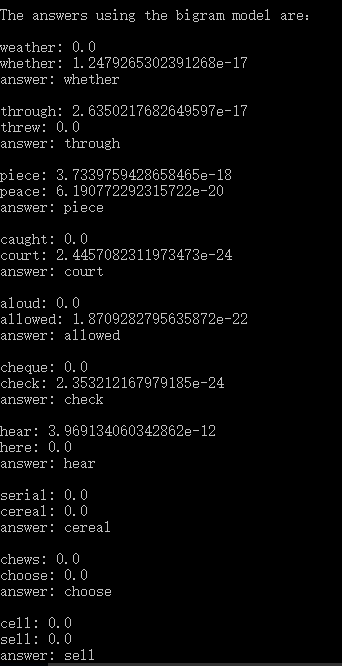 The answers using the bigram model are:
weather: 0.0
whether: 1.2479265302391268e-17
answer: whether
through: 2.6350217682649597e-17
threw: 0.0
answer: through
piece: 3.7339759428658465e-18
peace: 6.190772292315722e-20
answer: piece
caught: 0.0
court: 2.4457082311973473e-24
answer: court
aloud: 0.0
allowed: 1.8709282795635872e-22
answer: allowed
cheque: 0.0
check: 2.353212167979185e-24
answer: check
hear: 3.969134060342862e-12
here: 0.0
answer: hear
serial: 0.0
cereal: 0.0
answer: cereal
chews: 0.0
choose: 0.0
answer: choose
cell: 0.0
sell: 0.0
answer: sell